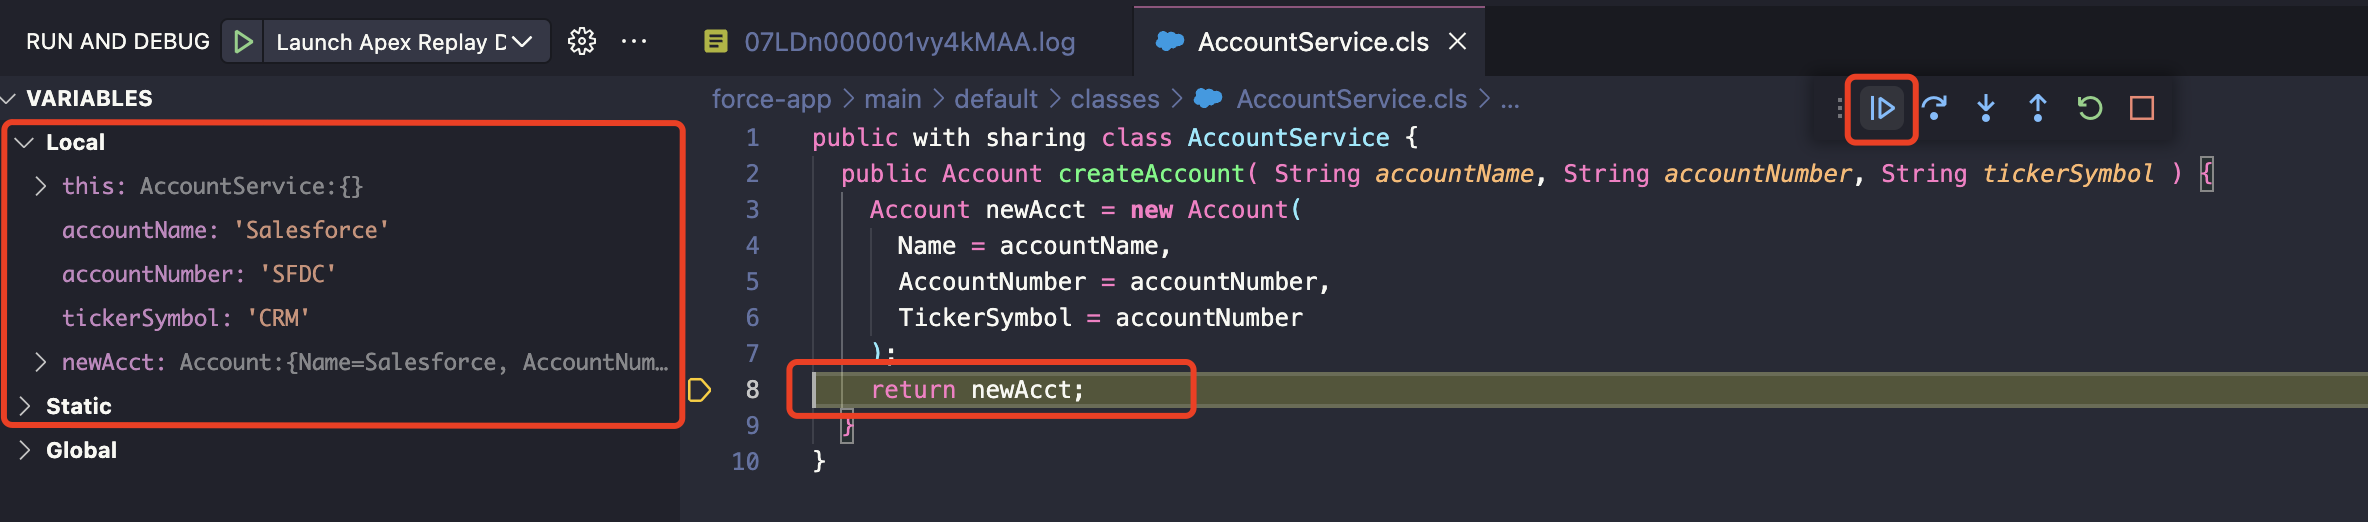 RUN AND DEBUG
Launch Apex Replay D
07LDn000001vy4kMAA.log
AccountService.cls
VARIABLES
Local
this: AccountService:{}
accountName: 'Salesforce'
accountNumber: 'SFDC'
tickerSymbol: 'CRM'
newAcct: Account:{Name=Salesforce, AccountNum…
Static
Global
force-app > main > default > classes > AccountService.cls > ...
1 public with sharing class AccountService {
2 public Account createAccount( String accountName, String accountNumber, String tickerSymbol ) {
3 Account newAcct = new Account(
4 Name = accountName,
5 AccountNumber = accountNumber,
6 TickerSymbol = accountNumber
7 );
8 return newAcct;
9 }
10 }